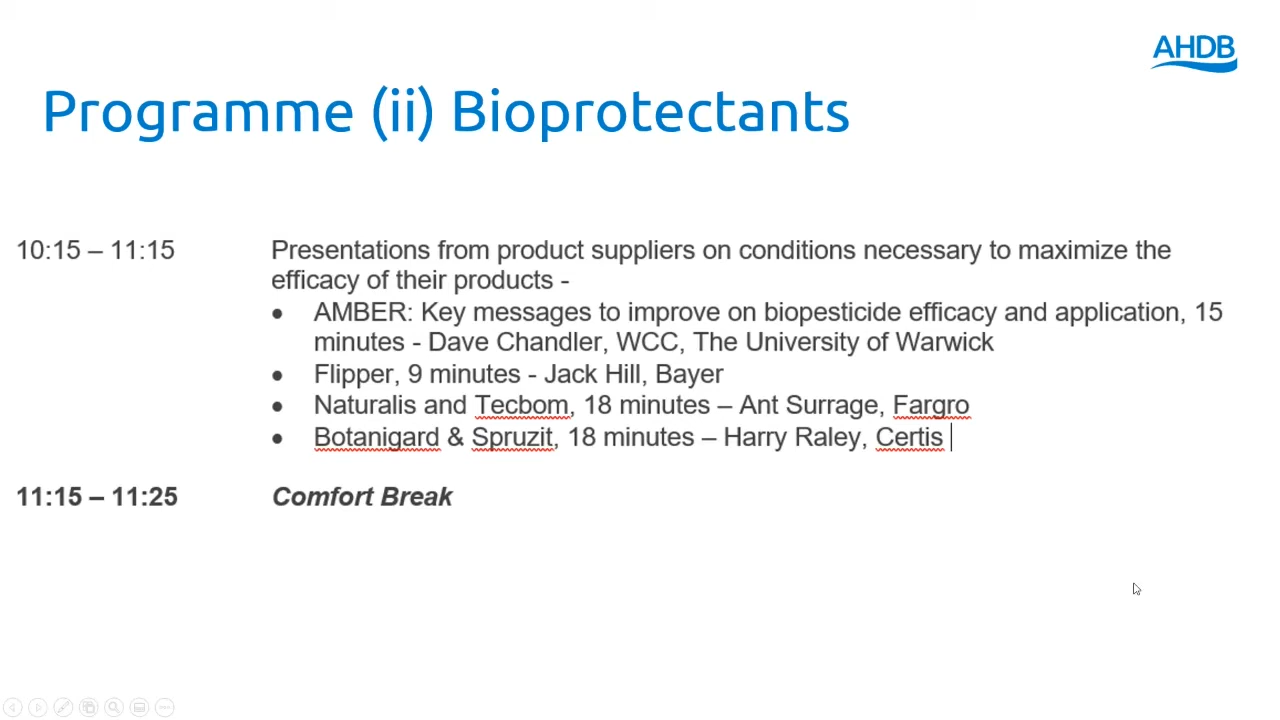 AHDB
Programme (ii) Bioprotectants
10:15 – 11:15
Presentations from product suppliers on conditions necessary to maximize the
efficacy of their products -
• AMBER: Key messages to improve on biopesticide efficacy and application, 15
minutes - Dave Chandler, WCC, The University of Warwick
• Flipper, 9 minutes - Jack Hill, Bayer
• Naturalis and Tecbom, 18 minutes – Ant Surrage, Fargro
• Botanigard & Spruzit, 18 minutes – Harry Raley, Certis
11:15 – 11:25
Comfort Break